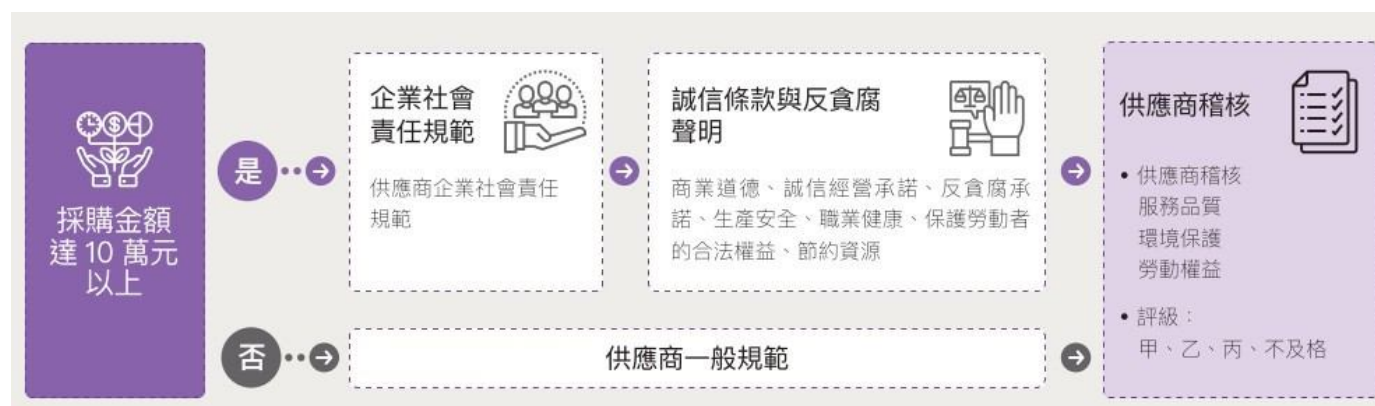 採購金額
達 10 萬元
以上
是
企業社會
責任規範
供應商企業社會責任
規範
誠信條款與反貪腐
聲明
商業道德、誠信經營承諾、反貪腐承
諾、生產安全、職業健康、保護勞動者
的合法權益、節約資源
否
供應商一般規範
供應商稽核
• 供應商稽核
服務品質
環境保護
勞動權益
• 評級：
甲、乙、丙、不及格